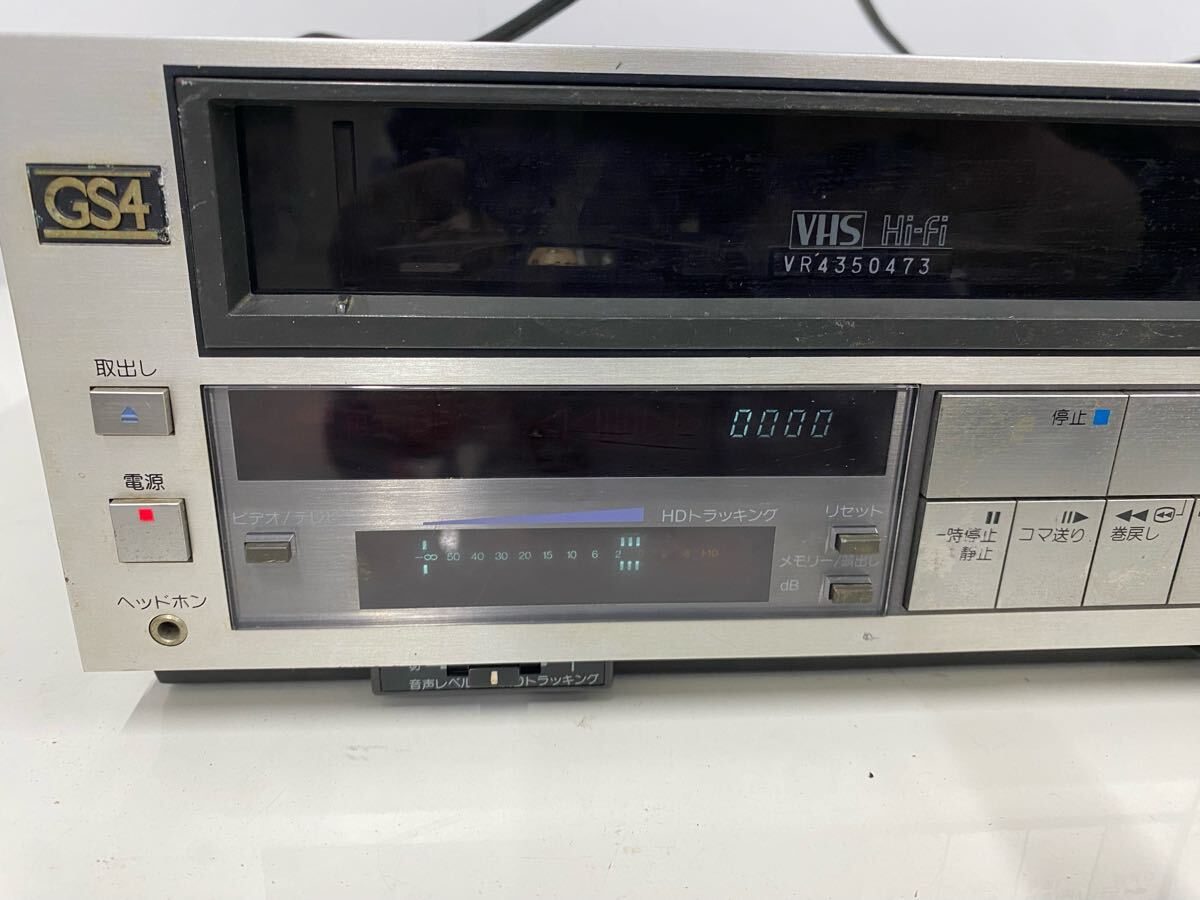 GS4
VHS Hi-Fi
VR4350473
取出し
0000
停止
電源
ビデオ/テレビ
HDトラッキング
リセット
-∞ 50 40 30 20 15 10 6 2
メモリー/頭出し
dB
一時停止
静止
コマ送り
巻戻し
ヘッドホン
音声レベル
トラッキング